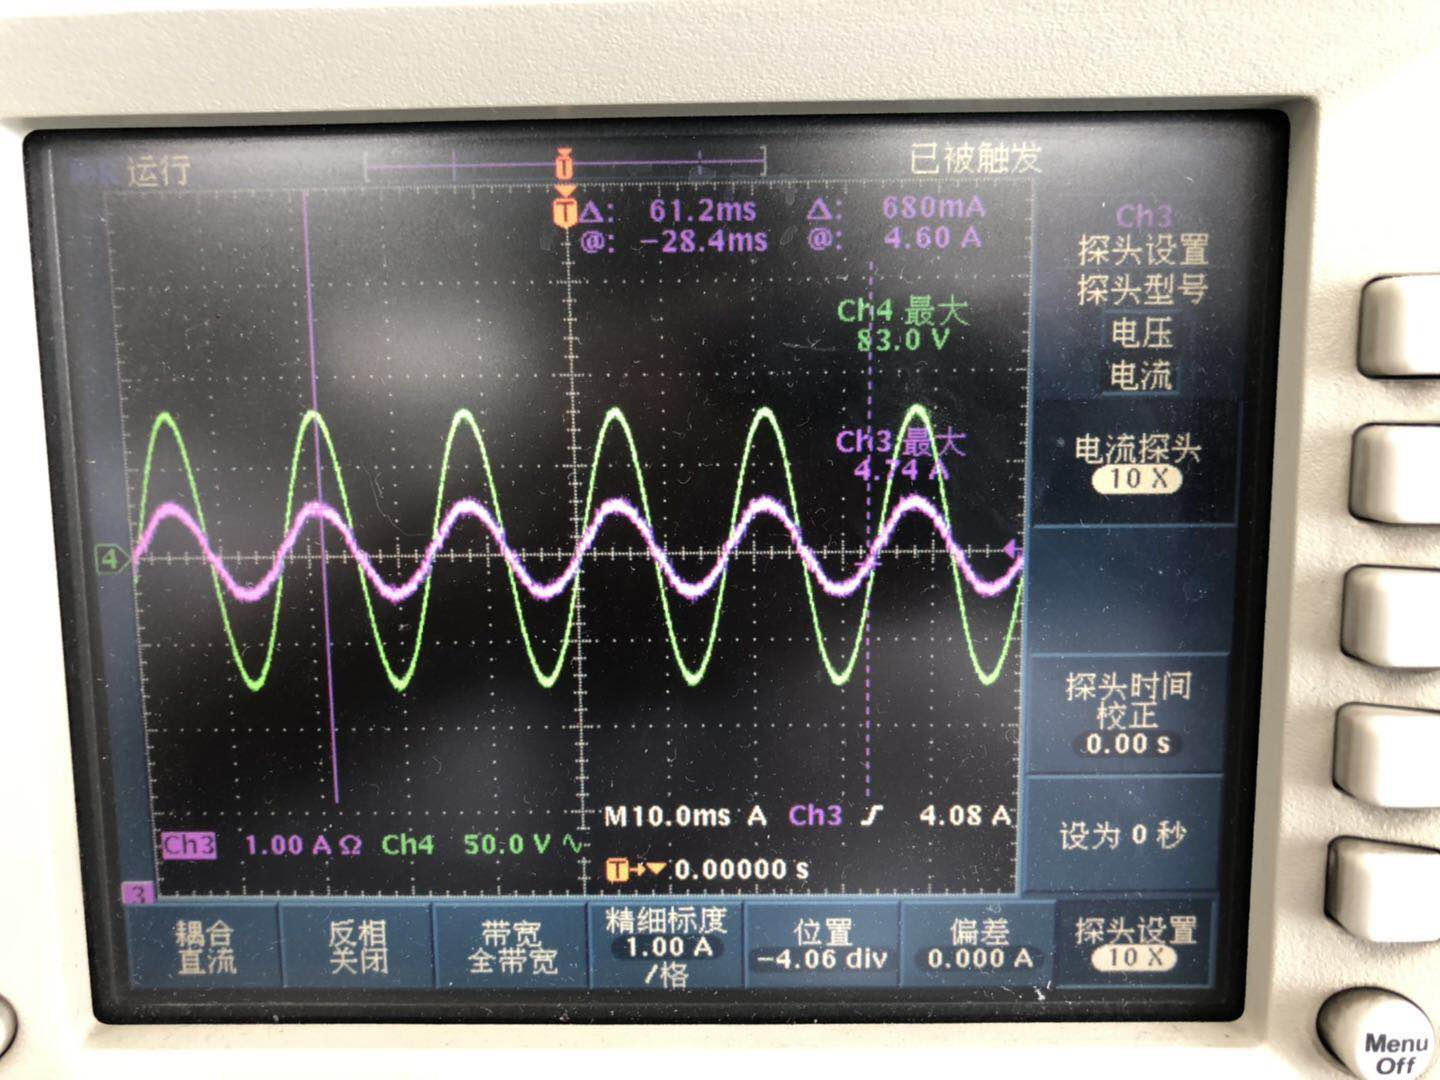 运行
已被触发
T
T
Δ: 61.2ms Δ: 680mA
@: −28.4ms @: 4.60 A
Ch4 最大
83.0 V
Ch3 最大
4.74 A
4
3
M10.0ms A Ch3 ∫ 4.08 A
Ch3 1.00 A Ω Ch4 50.0 V ∿
T→▼ 0.00000 s
Ch3
探头设置
探头型号
电压
电流
电流探头
10 X
探头时间
校正
0.00 s
设为 0 秒
耦合
直流
反相
关闭
带宽
全带宽
精细标度
1.00 A
/格
位置
−4.06 div
偏差
0.000 A
探头设置
10 X
Menu
Off